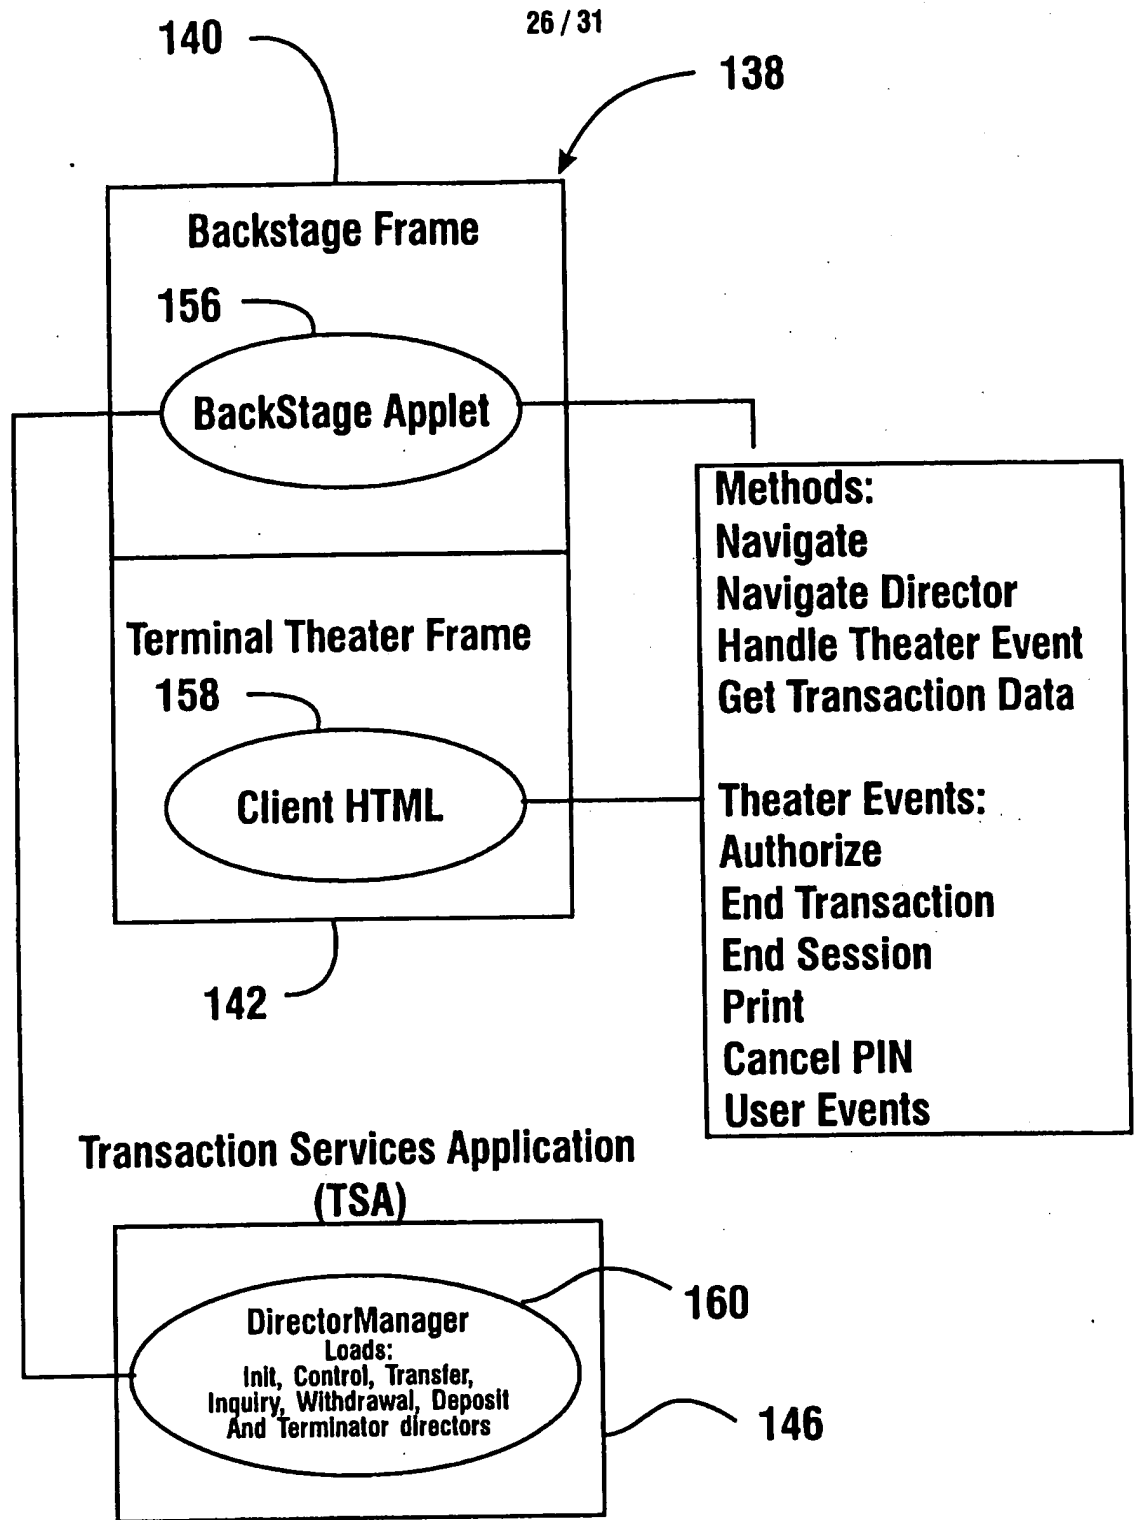 26 / 31
140
138
Backstage Frame
156
BackStage Applet
Methods:
Navigate
Navigate Director
Handle Theater Event
Get Transaction Data
Theater Events:
Authorize
End Transaction
End Session
Print
Cancel PIN
User Events
Terminal Theater Frame
158
Client HTML
142
Transaction Services Application
(TSA)
DirectorManager
Loads:
Init, Control, Transfer,
Inquiry, Withdrawal, Deposit
And Terminator directors
160
146